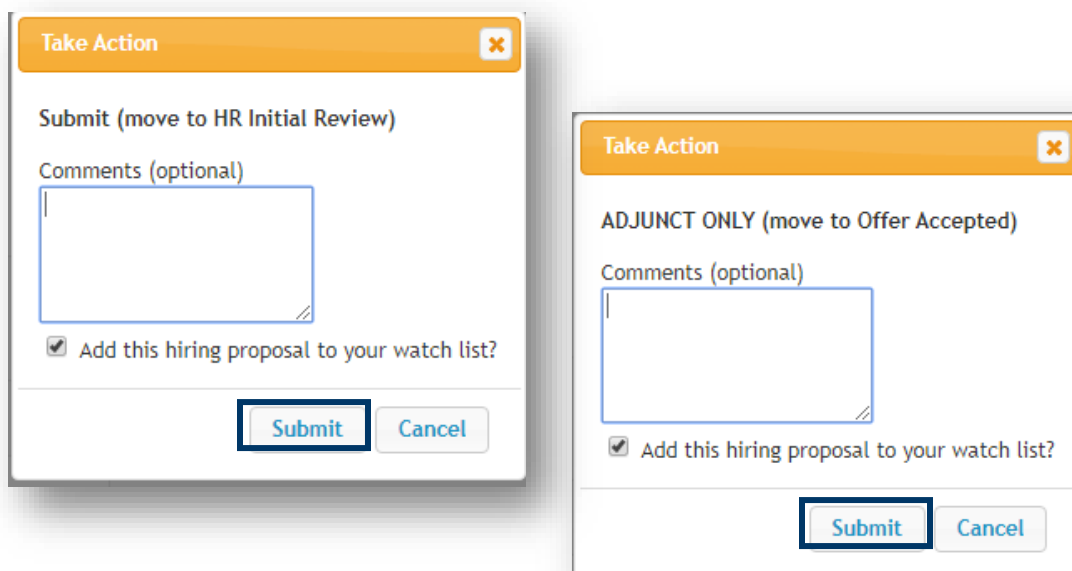 Take Action
Submit (move to HR Initial Review)
Comments (optional)
Add this hiring proposal to your watch list?
Submit Cancel
Take Action
ADJUNCT ONLY (move to Offer Accepted)
Comments (optional)
Add this hiring proposal to your watch list?
Submit Cancel